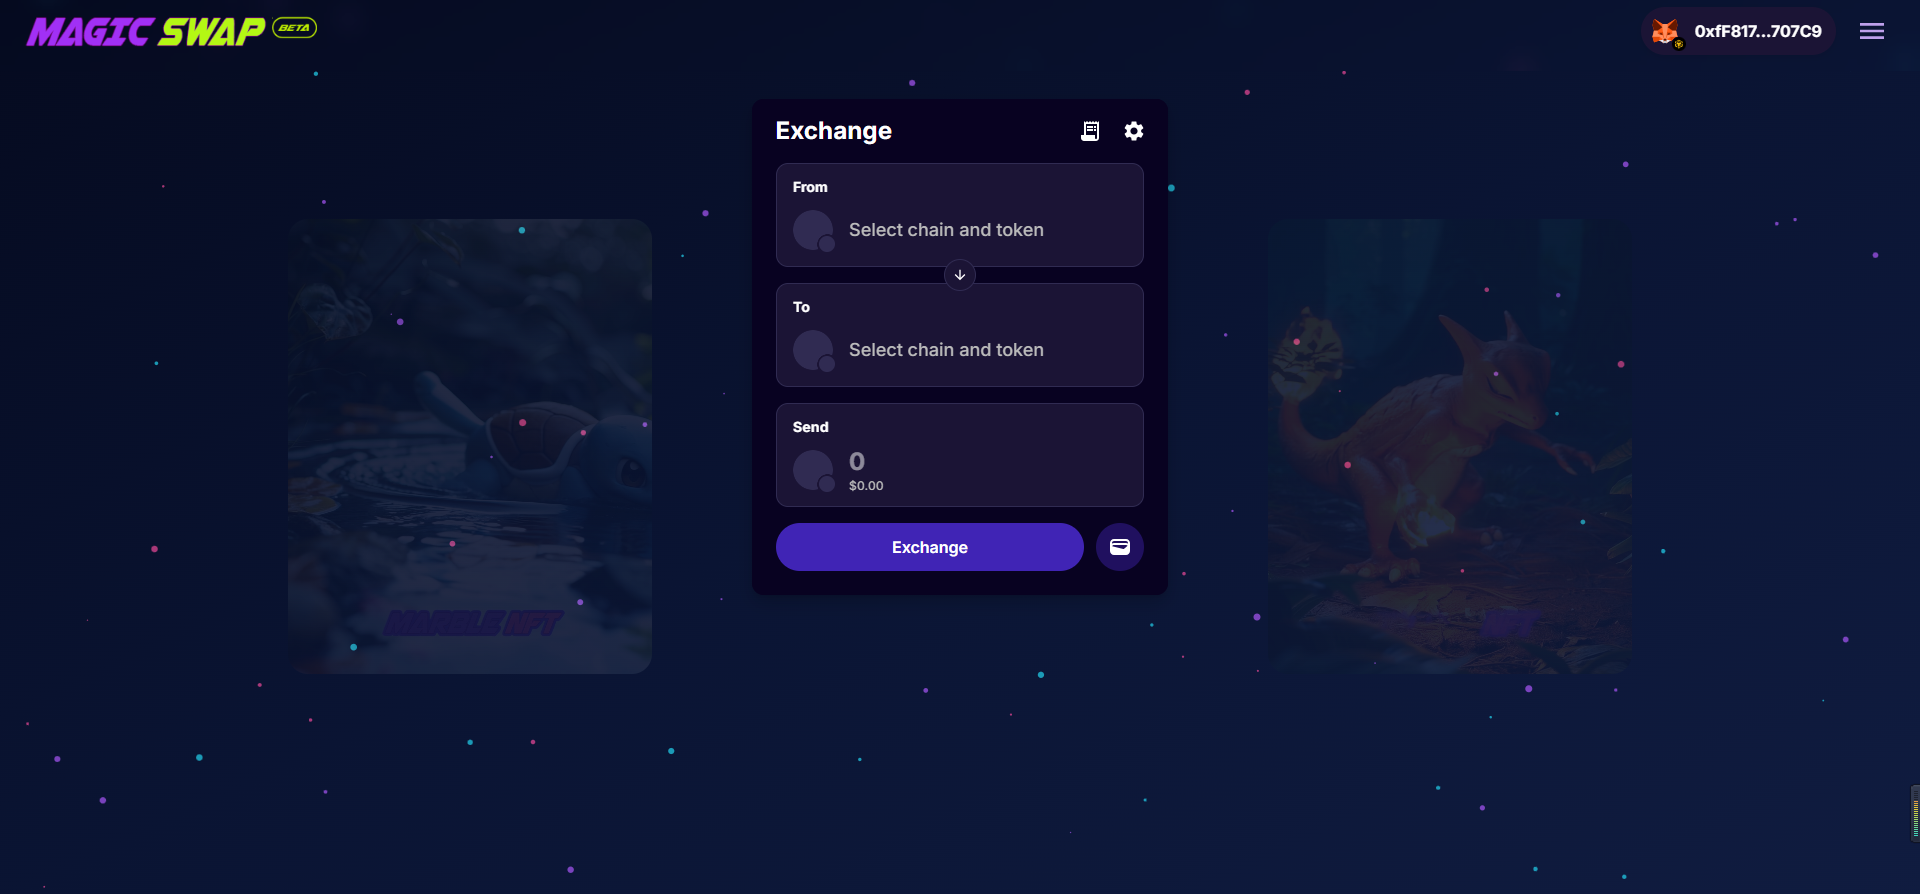 MAGIC SWAP BETA
0xfF817...707C9
Exchange
From
Select chain and token
To
Select chain and token
Send
0
$0.00
Exchange
MARBLE NFT
NFT